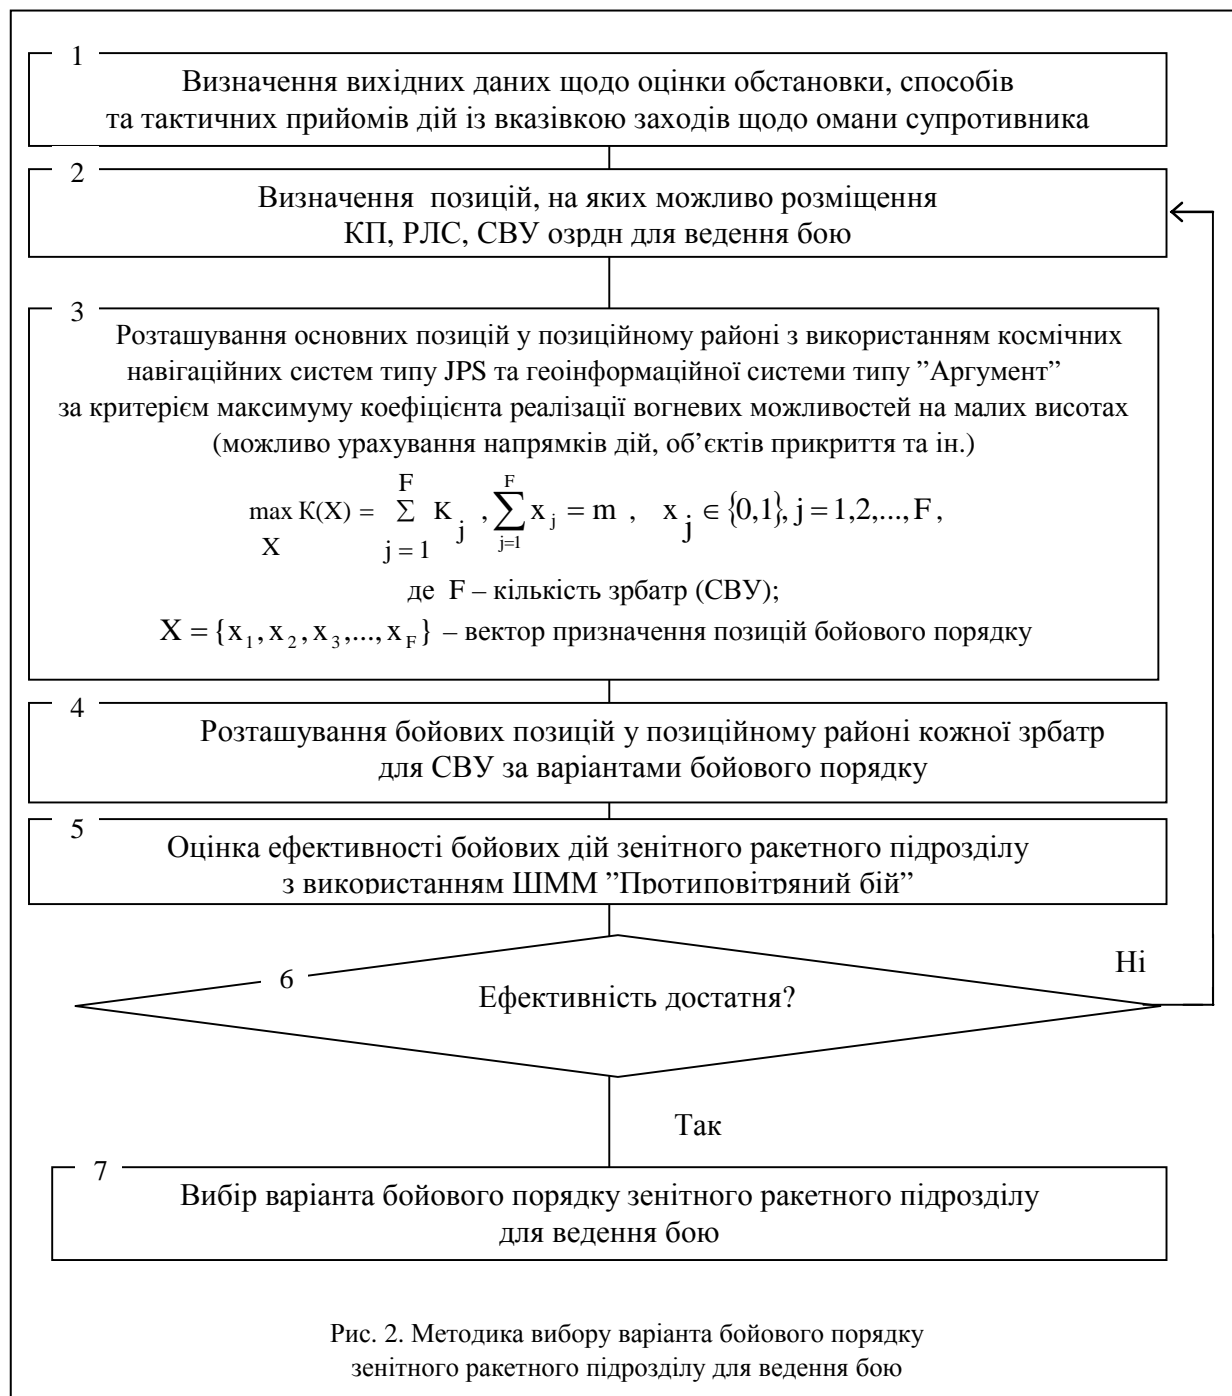 1
Визначення вихідних даних щодо оцінки обстановки, способів
та тактичних прийомів дій із вказівкою заходів щодо омани супротивника
2
Визначення позицій, на яких можливо розміщення
КП, РЛС, СВУ озрдн для ведення бою
3
Розташування основних позицій у позиційному районі з використанням космічних
навігаційних систем типу JPS та геоінформаційної системи типу ”Аргумент”
за критерієм максимуму коефіцієнта реалізації вогневих можливостей на малих висотах
(можливо урахування напрямків дій, об’єктів прикриття та ін.)
max_X К(X) = ∑_{j = 1}^{F} K_j , ∑_{j=1}^{F} x_j = m , x_j ∈ {0,1}, j = 1,2,..., F ,
де F – кількість зрбатр (СВУ);
X = {x_1, x_2, x_3,..., x_F} – вектор призначення позицій бойового порядку
4
Розташування бойових позицій у позиційному районі кожної зрбатр
для СВУ за варіантами бойового порядку
5
Оцінка ефективності бойових дій зенітного ракетного підрозділу
з використанням ШММ ”Протиповітряний бій”
6
Ефективність достатня?
Ні
Так
7
Вибір варіанта бойового порядку зенітного ракетного підрозділу
для ведення бою
Рис. 2. Методика вибору варіанта бойового порядку
зенітного ракетного підрозділу для ведення бою